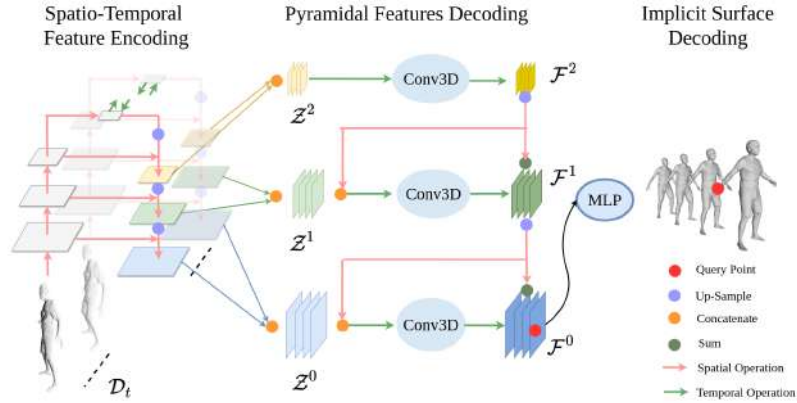 Spatio-Temporal
Feature Encoding
Pyramidal Features Decoding
Implicit Surface
Decoding
Conv3D
Z²
F²
Conv3D
Z¹
F¹
MLP
Conv3D
Z⁰
F⁰
D_t
Query Point
Up-Sample
Concatenate
Sum
Spatial Operation
Temporal Operation